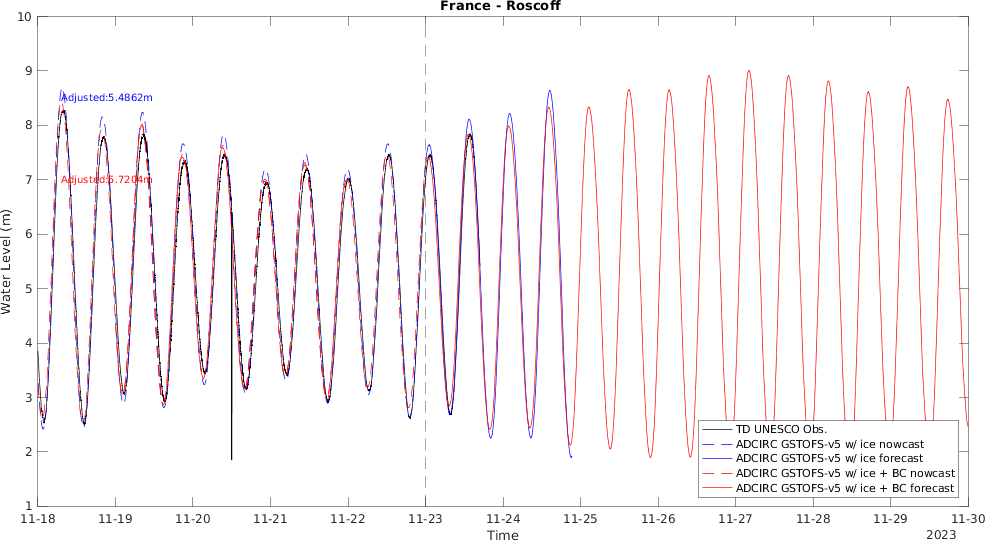 France - Roscoff
10
9
8
7
6
5
4
3
2
1
Water Level (m)
Adjusted:5.4862m
TD UNESCO Obs.
ADCIRC GSTOFS-v5 w/ ice nowcast
ADCIRC GSTOFS-v5 w/ ice forecast
ADCIRC GSTOFS-v5 w/ ice + BC nowcast
ADCIRC GSTOFS-v5 w/ ice + BC forecast
11-18 11-19 11-20 11-21 11-22 11-23 11-24 11-25 11-26 11-27 11-28 11-29 11-30
Time
2023